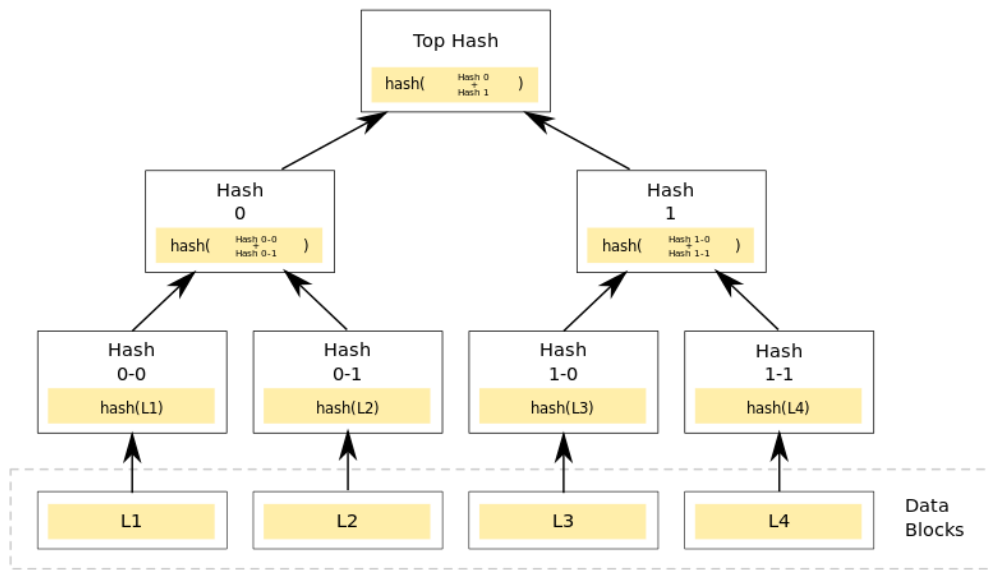 Top Hash
hash( Hash 0 + Hash 1 )
Hash
0
hash( Hash 0-0 + Hash 0-1 )
Hash
1
hash( Hash 1-0 + Hash 1-1 )
Hash
0-0
hash(L1)
Hash
0-1
hash(L2)
Hash
1-0
hash(L3)
Hash
1-1
hash(L4)
L1
L2
L3
L4
Data
Blocks